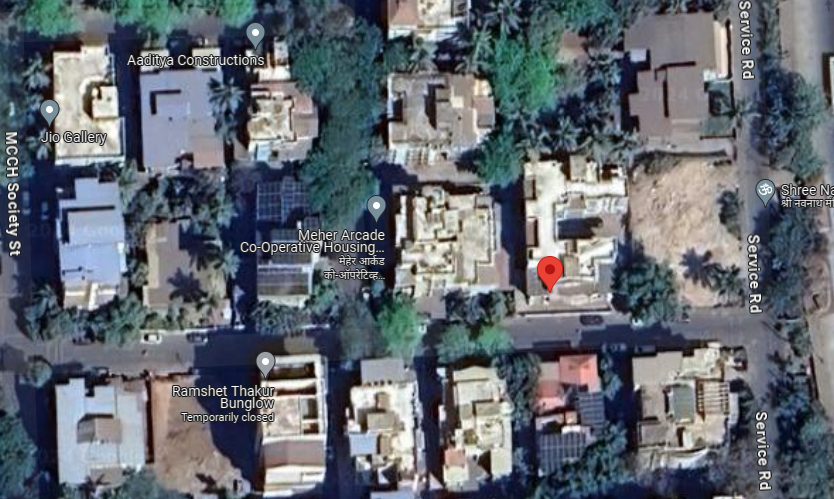 Service Rd
Aaditya Constructions
Jio Gallery
MCCH Society St
Shree Na
श्री नवनाथ मं
Meher Arcade
Co-Operative Housing...
मेहेर आर्केड
को-ऑपरेटिव्ह...
Service Rd
Ramshet Thakur
Bunglow
Temporarily closed
Service Rd